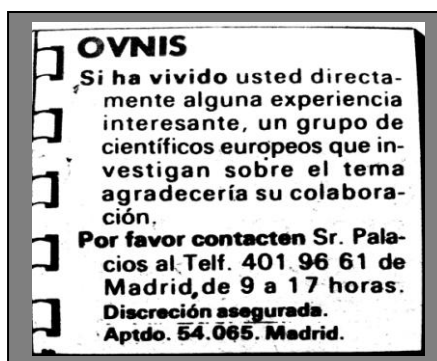 OVNIS
Si ha vivido usted directa-
mente alguna experiencia
interesante, un grupo de
científicos europeos que in-
vestigan sobre el tema
agradecería su colabora-
ción.
Por favor contacten Sr. Pala-
cios al Telf. 401 96 61 de
Madrid, de 9 a 17 horas.
Discreción asegurada.
Aptdo. 54.065. Madrid.